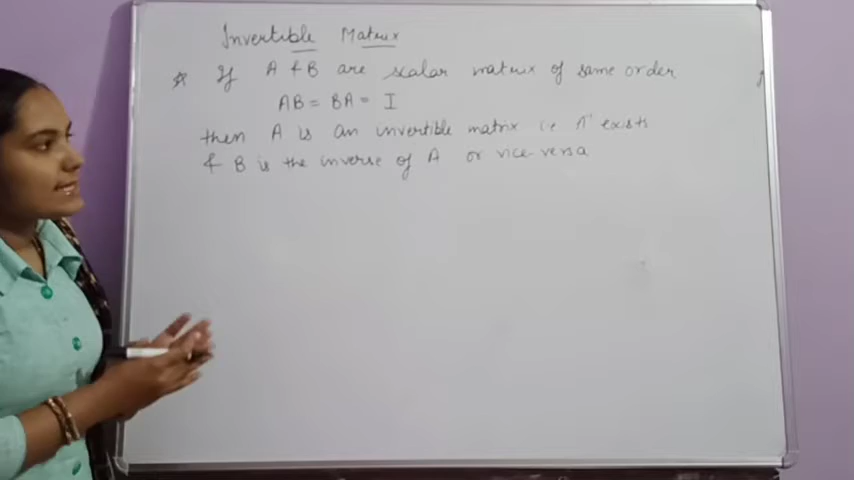 Invertible Matrix
☆ If A & B are scalar matrix of same order
AB = BA = I
then A is an invertible matrix i.e A⁻¹ exists
& B is the inverse of A or vice versa